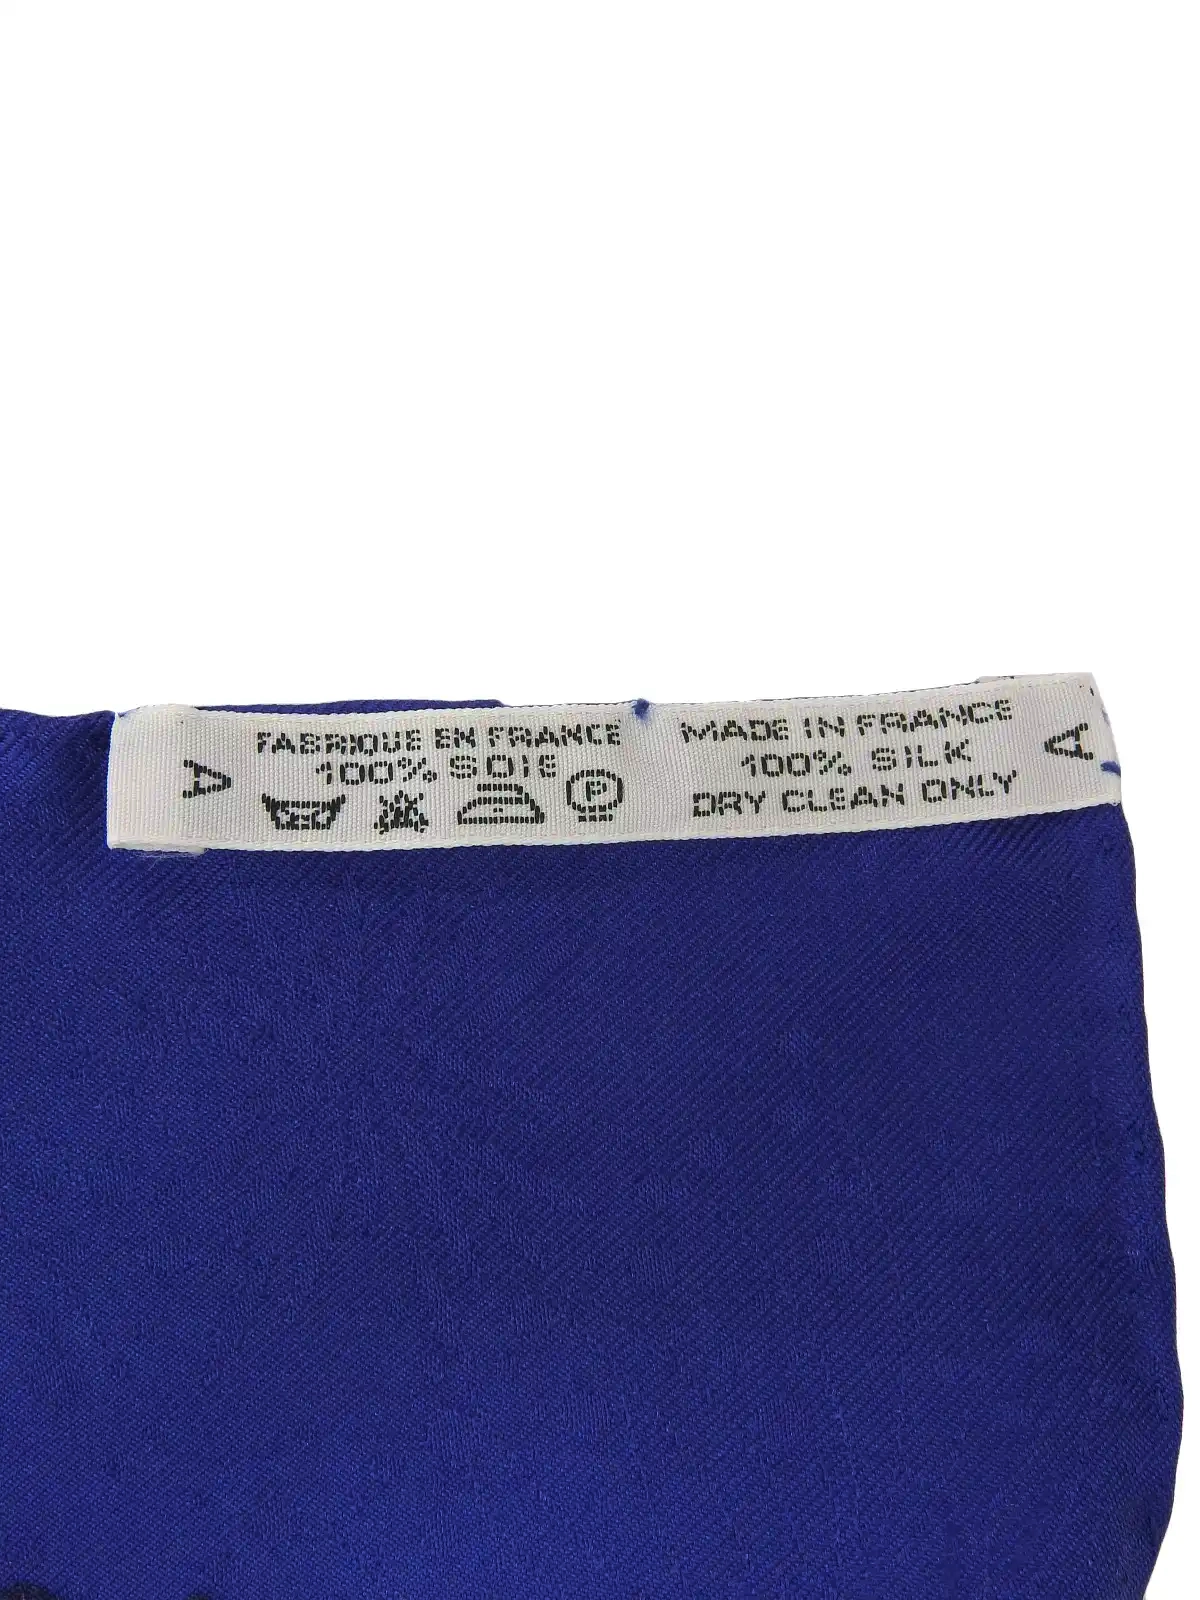 A
FABRIQUE EN FRANCE
100% SOIE
P
MADE IN FRANCE
100% SILK
DRY CLEAN ONLY
A